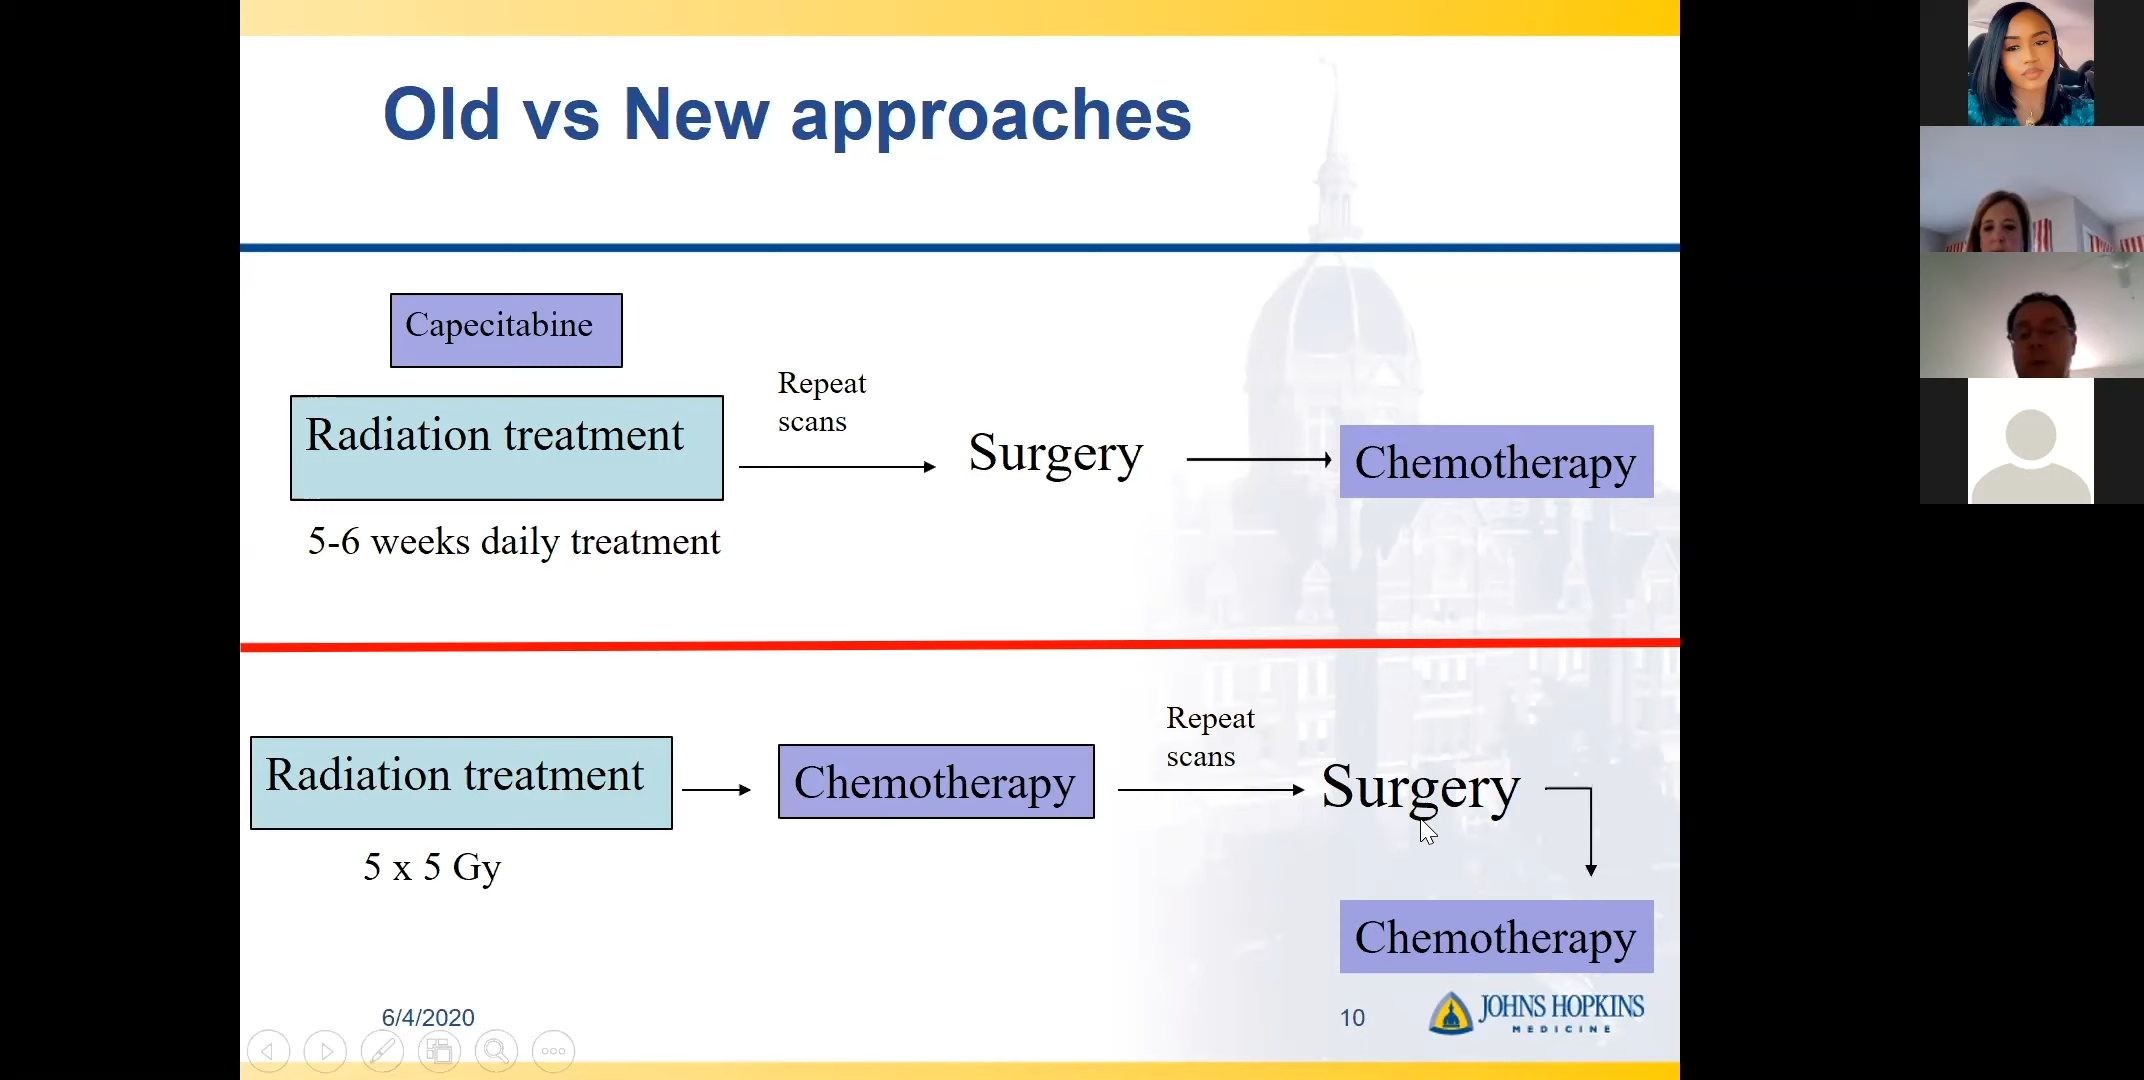 Old vs New approaches
Capecitabine
Radiation treatment
5-6 weeks daily treatment
Repeat
scans
Surgery
Chemotherapy
Radiation treatment
5 x 5 Gy
Chemotherapy
Repeat
scans
Surgery
Chemotherapy
6/4/2020
10
JOHNS HOPKINS
MEDICINE